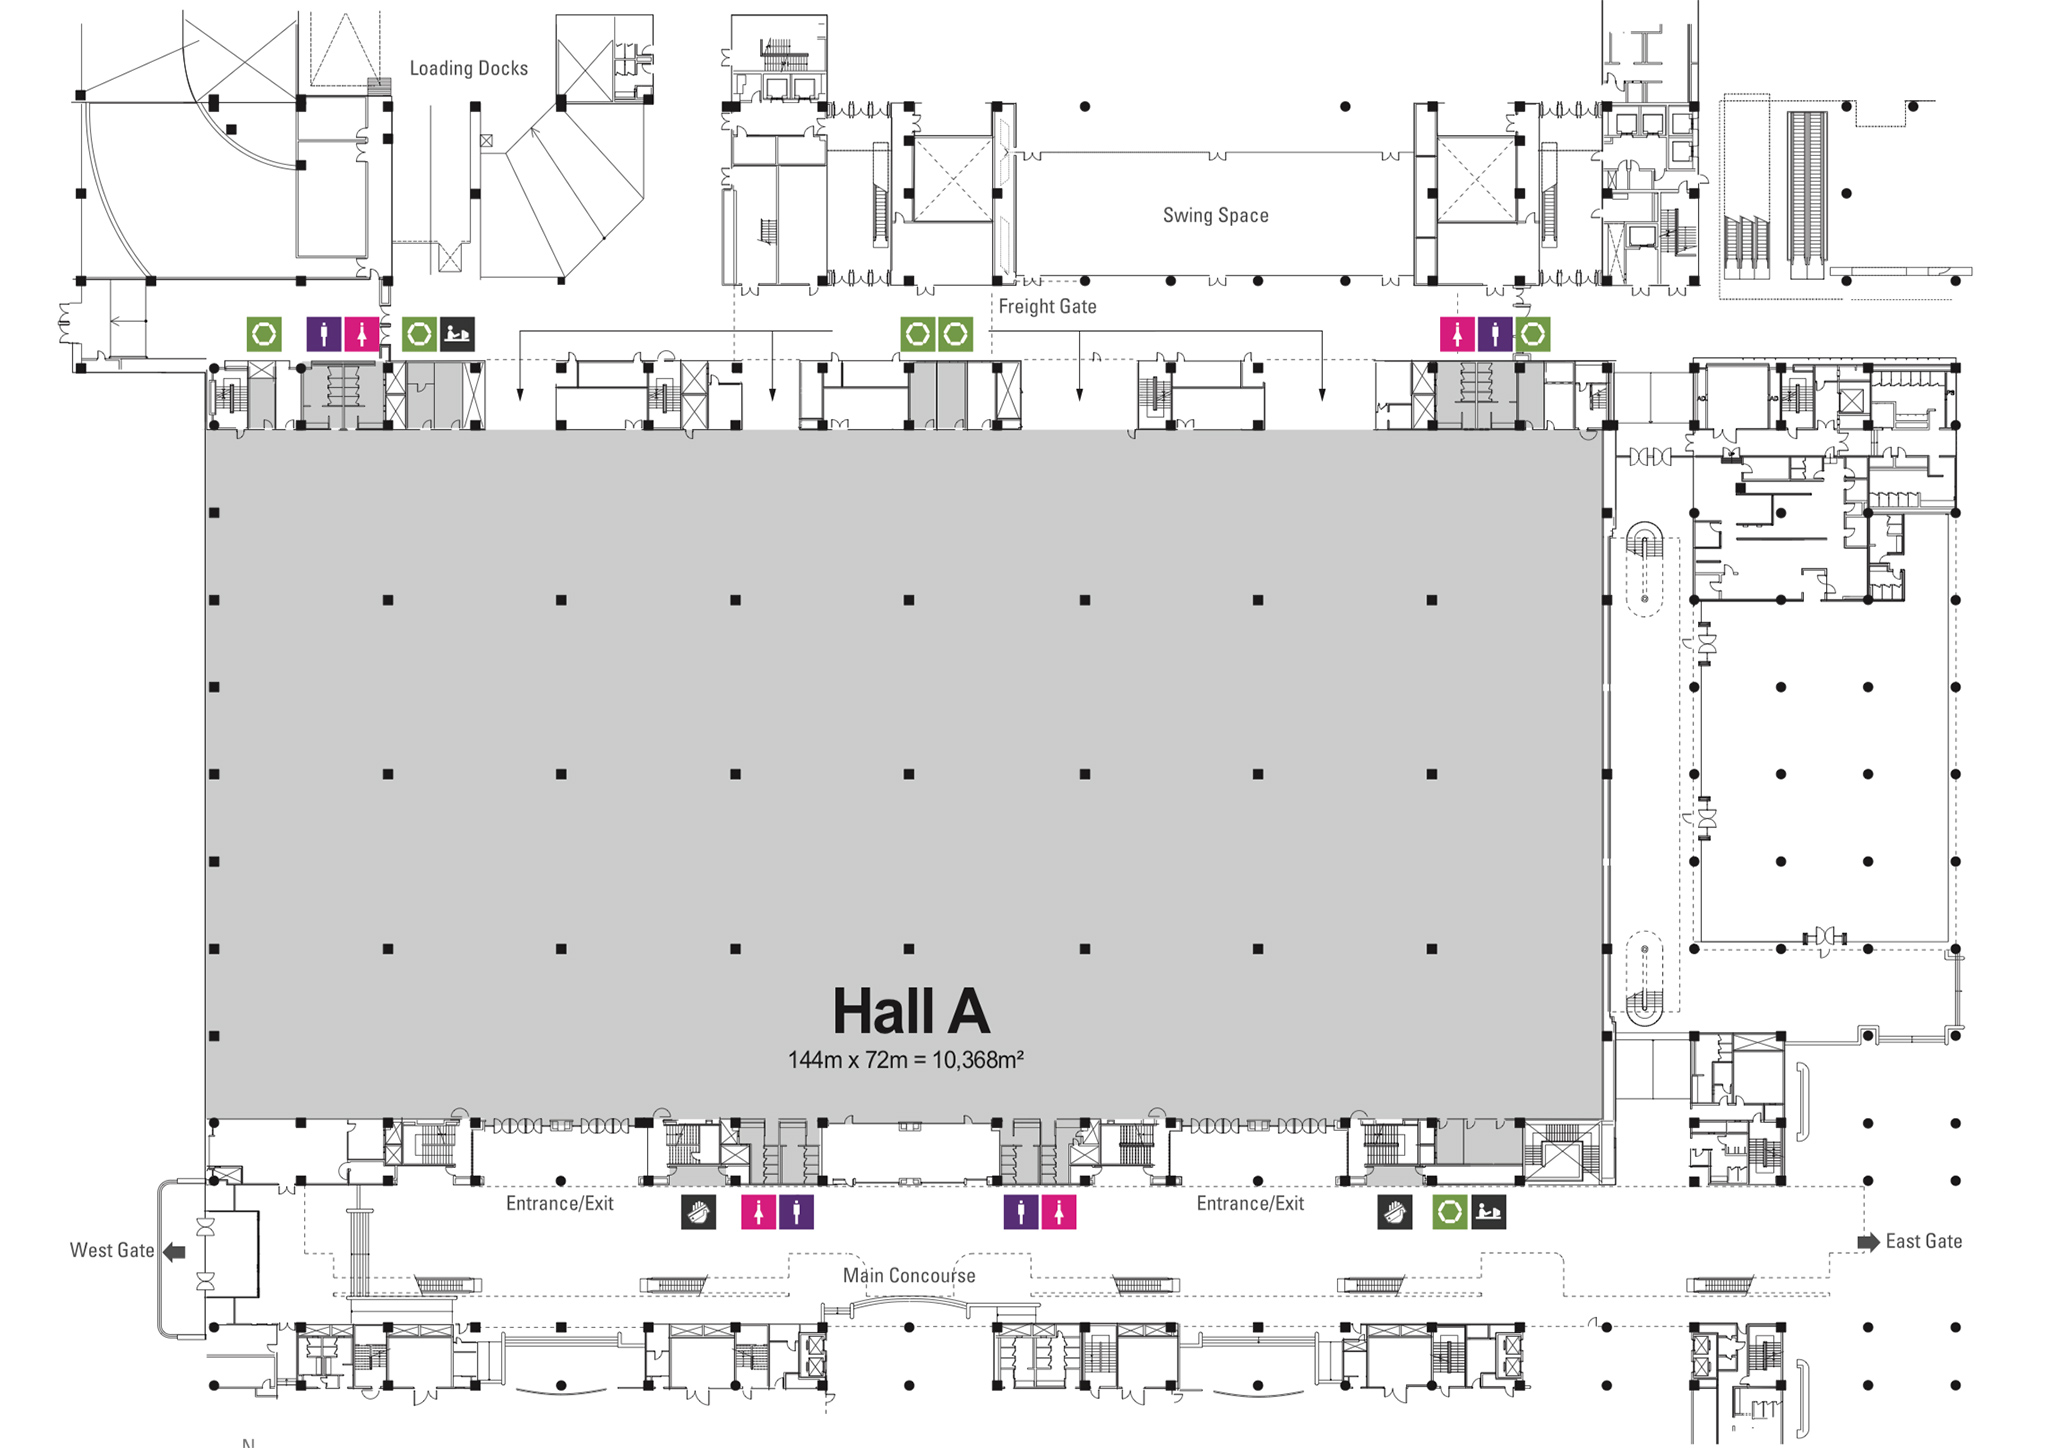 Loading Docks
Swing Space
Freight Gate
Hall A
144m x 72m = 10,368m²
Entrance/Exit
Entrance/Exit
West Gate
East Gate
Main Concourse
N